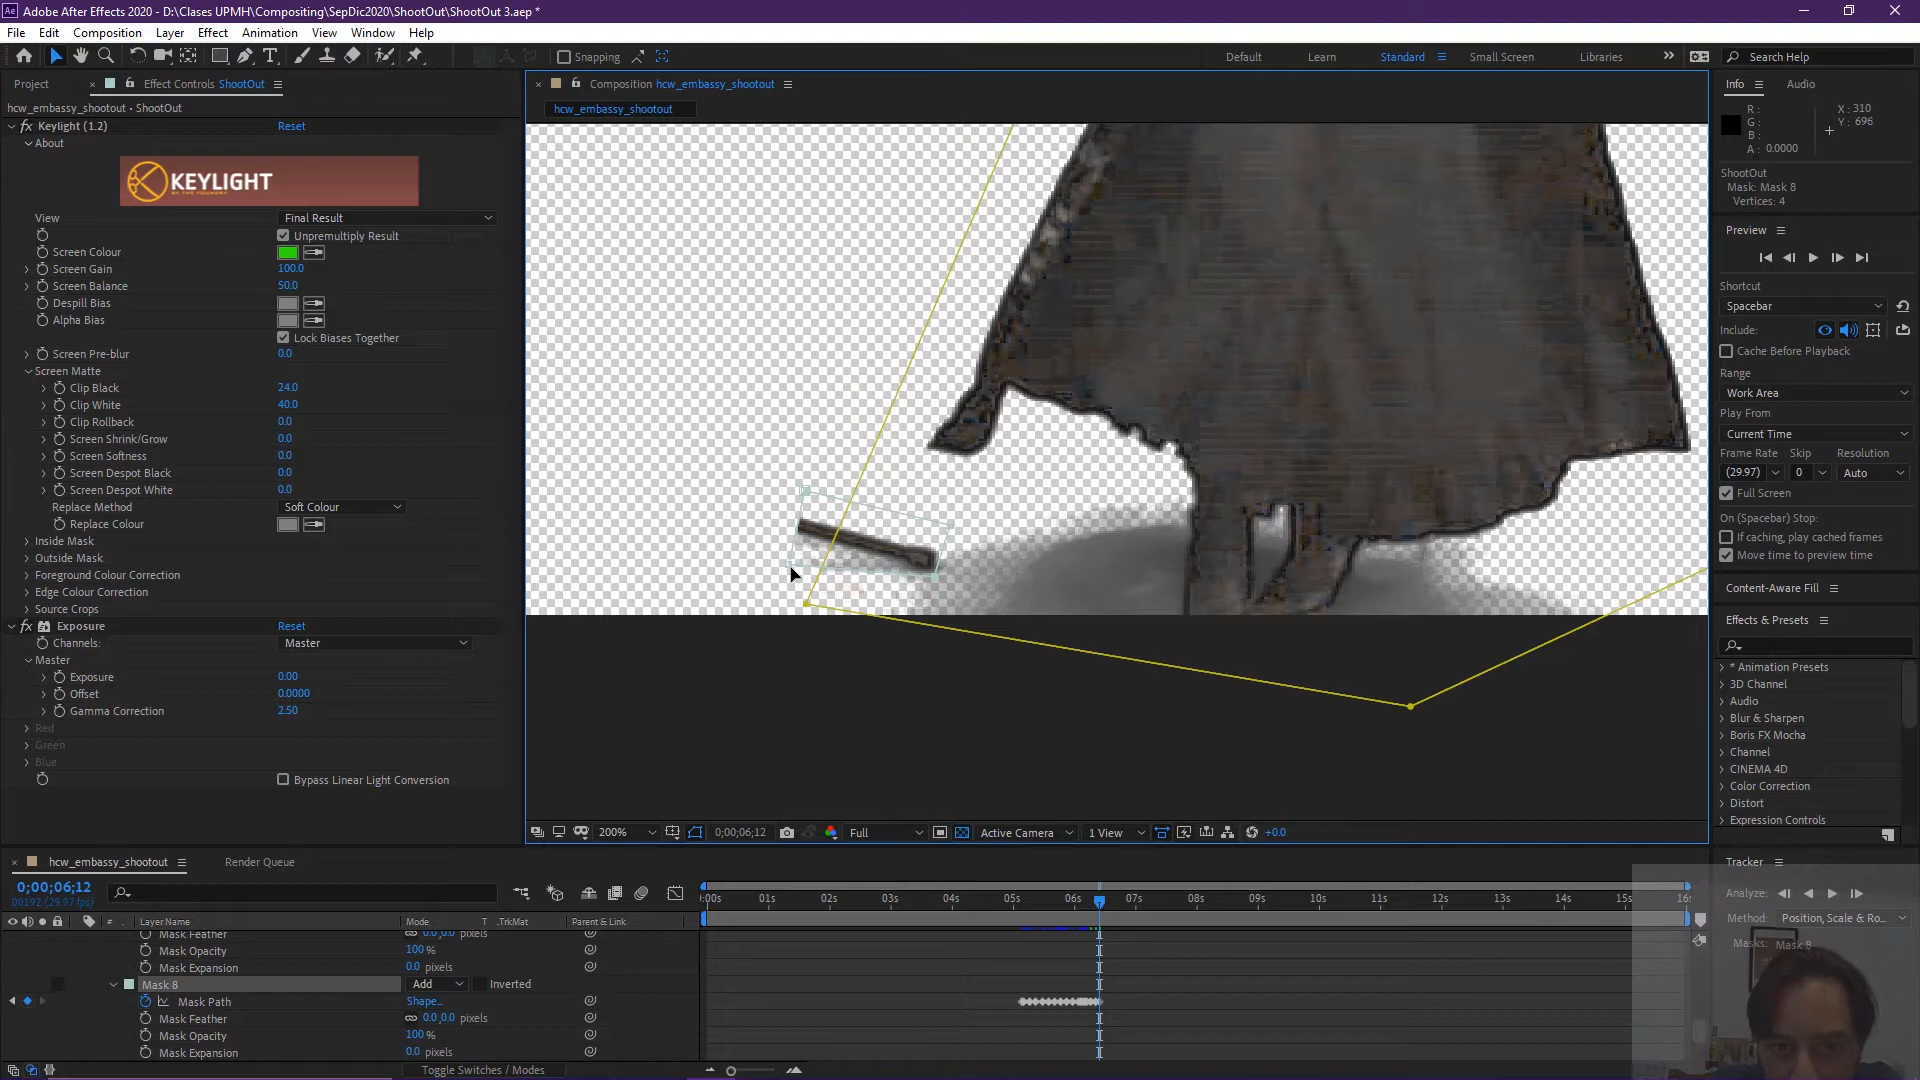 Ae Adobe After Effects 2020 - D:\Clases UPMH\Compositing\SepDic2020\ShootOut\ShootOut 3.aep *
File Edit Composition Layer Effect Animation View Window Help
Snapping Default Learn Standard Small Screen Libraries Search Help
Project Effect Controls ShootOut
hcw_embassy_shootout • ShootOut
fx Keylight (1.2) Reset
About
KEYLIGHT
View Final Result
Unpremultiply Result
Screen Colour
Screen Gain 100.0
Screen Balance 50.0
Despill Bias
Alpha Bias
Lock Biases Together
Screen Pre-blur 0.0
Screen Matte
Clip Black 24.0
Clip White 40.0
Clip Rollback 0.0
Screen Shrink/Grow 0.0
Screen Softness 0.0
Screen Despot Black 0.0
Screen Despot White 0.0
Replace Method Soft Colour
Replace Colour
Inside Mask
Outside Mask
Foreground Colour Correction
Edge Colour Correction
Source Crops
fx Exposure Reset
Channels: Master
Master
Exposure 0.00
Offset 0.0000
Gamma Correction 2.50
Red
Green
Blue
Bypass Linear Light Conversion
Composition hcw_embassy_shootout
hcw_embassy_shootout
200% 0;00;06;12 Full Active Camera 1 View +0.0
Info Audio
R :
G :
B :
A : 0.0000
X : 310
Y : 696
ShootOut
Mask: Mask 8
Vertices: 4
Preview
Shortcut
Spacebar
Include:
Cache Before Playback
Range
Work Area
Play From
Current Time
Frame Rate Skip Resolution
(29.97) 0 Auto
Full Screen
On (Spacebar) Stop:
If caching, play cached frames
Move time to preview time
Content-Aware Fill
Effects & Presets
* Animation Presets
3D Channel
Audio
Blur & Sharpen
Boris FX Mocha
Channel
CINEMA 4D
Color Correction
Distort
Expression Controls
Tracker
Analyze:
Method: Position, Scale & Ro...
Masks: Mask 8
hcw_embassy_shootout Render Queue
0;00;06;12
00192 (29.97 fps)
# Layer Name Mode T .TrkMat Parent & Link
:00s 01s 02s 03s 04s 05s 06s 07s 08s 09s 10s 11s 12s 13s 14s 15s 16s
Mask Feather 0.0,0.0 pixels
Mask Opacity 100 %
Mask Expansion 0.0 pixels
Mask 8 Add Inverted
Mask Path Shape...
Mask Feather 0.0,0.0 pixels
Mask Opacity 100 %
Mask Expansion 0.0 pixels
Toggle Switches / Modes